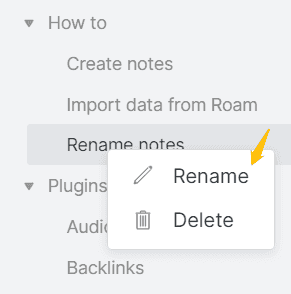 How to
Create notes
Import data from Roam
Rename notes
Rename
Plugins
Delete
Backlinks